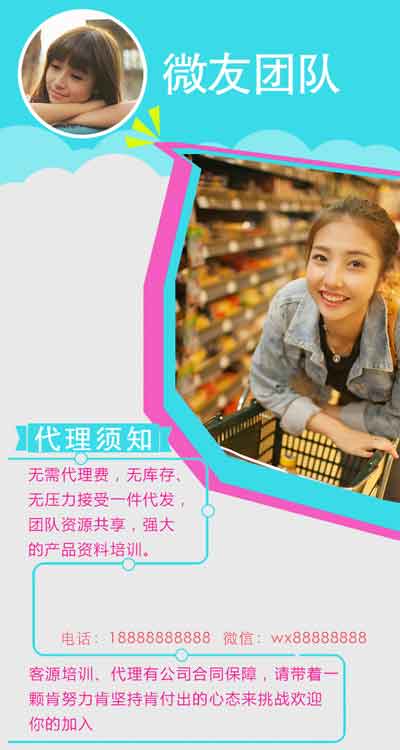 微友团队
代理须知
无需代理费，无库存、
无压力接受一件代发，
团队资源共享，强大
的产品资料培训。
电话：18888888888 微信：wx88888888
客源培训、代理有公司合同保障，请带着一
颗肯努力肯坚持肯付出的心态来挑战欢迎
你的加入